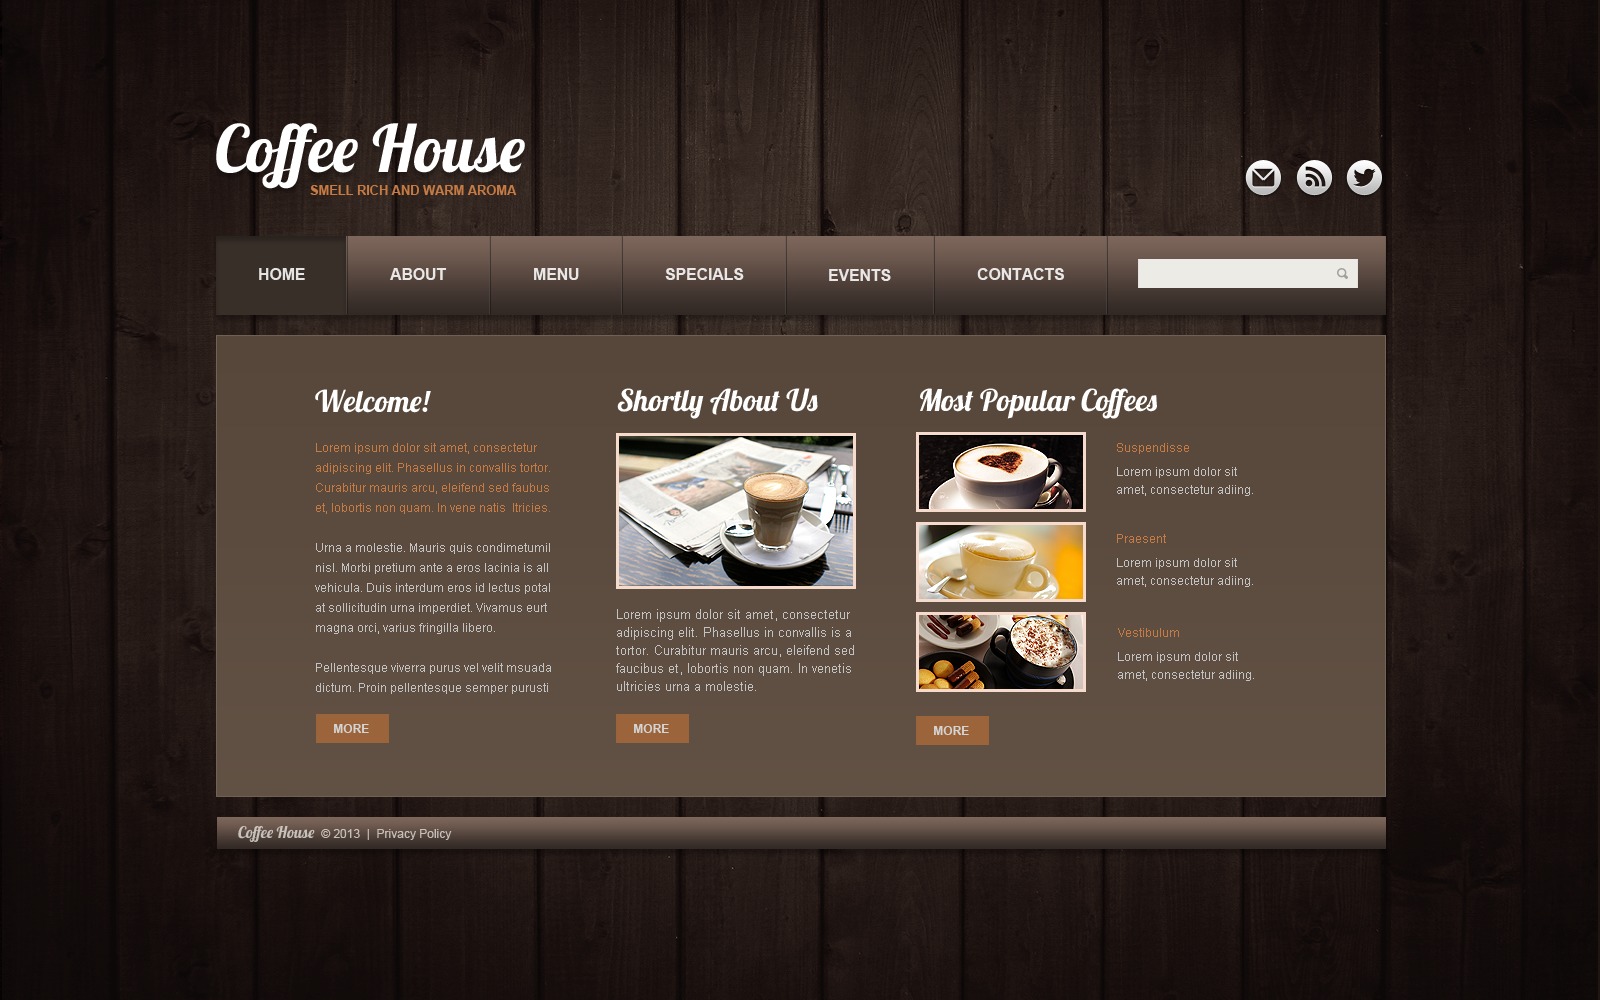 Coffee House
SMELL RICH AND WARM AROMA
HOME
ABOUT
MENU
SPECIALS
EVENTS
CONTACTS
Welcome!
Lorem ipsum dolor sit amet, consectetur
adipiscing elit. Phasellus in convallis tortor.
Curabitur mauris arcu, eleifend sed faubus
et, lobortis non quam. In vene natis  ltricies.
Urna a molestie. Mauris quis condimetumil
nisl. Morbi pretium ante a eros lacinia is all
vehicula. Duis interdum eros id lectus potal
at sollicitudin urna imperdiet. Vivamus eurt
magna orci, varius fringilla libero.
Pellentesque viverra purus vel velit msuada
dictum. Proin pellentesque semper purusti
MORE
Shortly About Us
Lorem ipsum dolor sit amet, consectetur
adipiscing elit. Phasellus in convallis is a
tortor. Curabitur mauris arcu, eleifend sed
faucibus et, lobortis non quam. In venetis
ultricies urna a molestie.
MORE
Most Popular Coffees
Suspendisse
Lorem ipsum dolor sit
amet, consectetur adiing.
Praesent
Lorem ipsum dolor sit
amet, consectetur adiing.
Vestibulum
Lorem ipsum dolor sit
amet, consectetur adiing.
MORE
Coffee House © 2013 | Privacy Policy